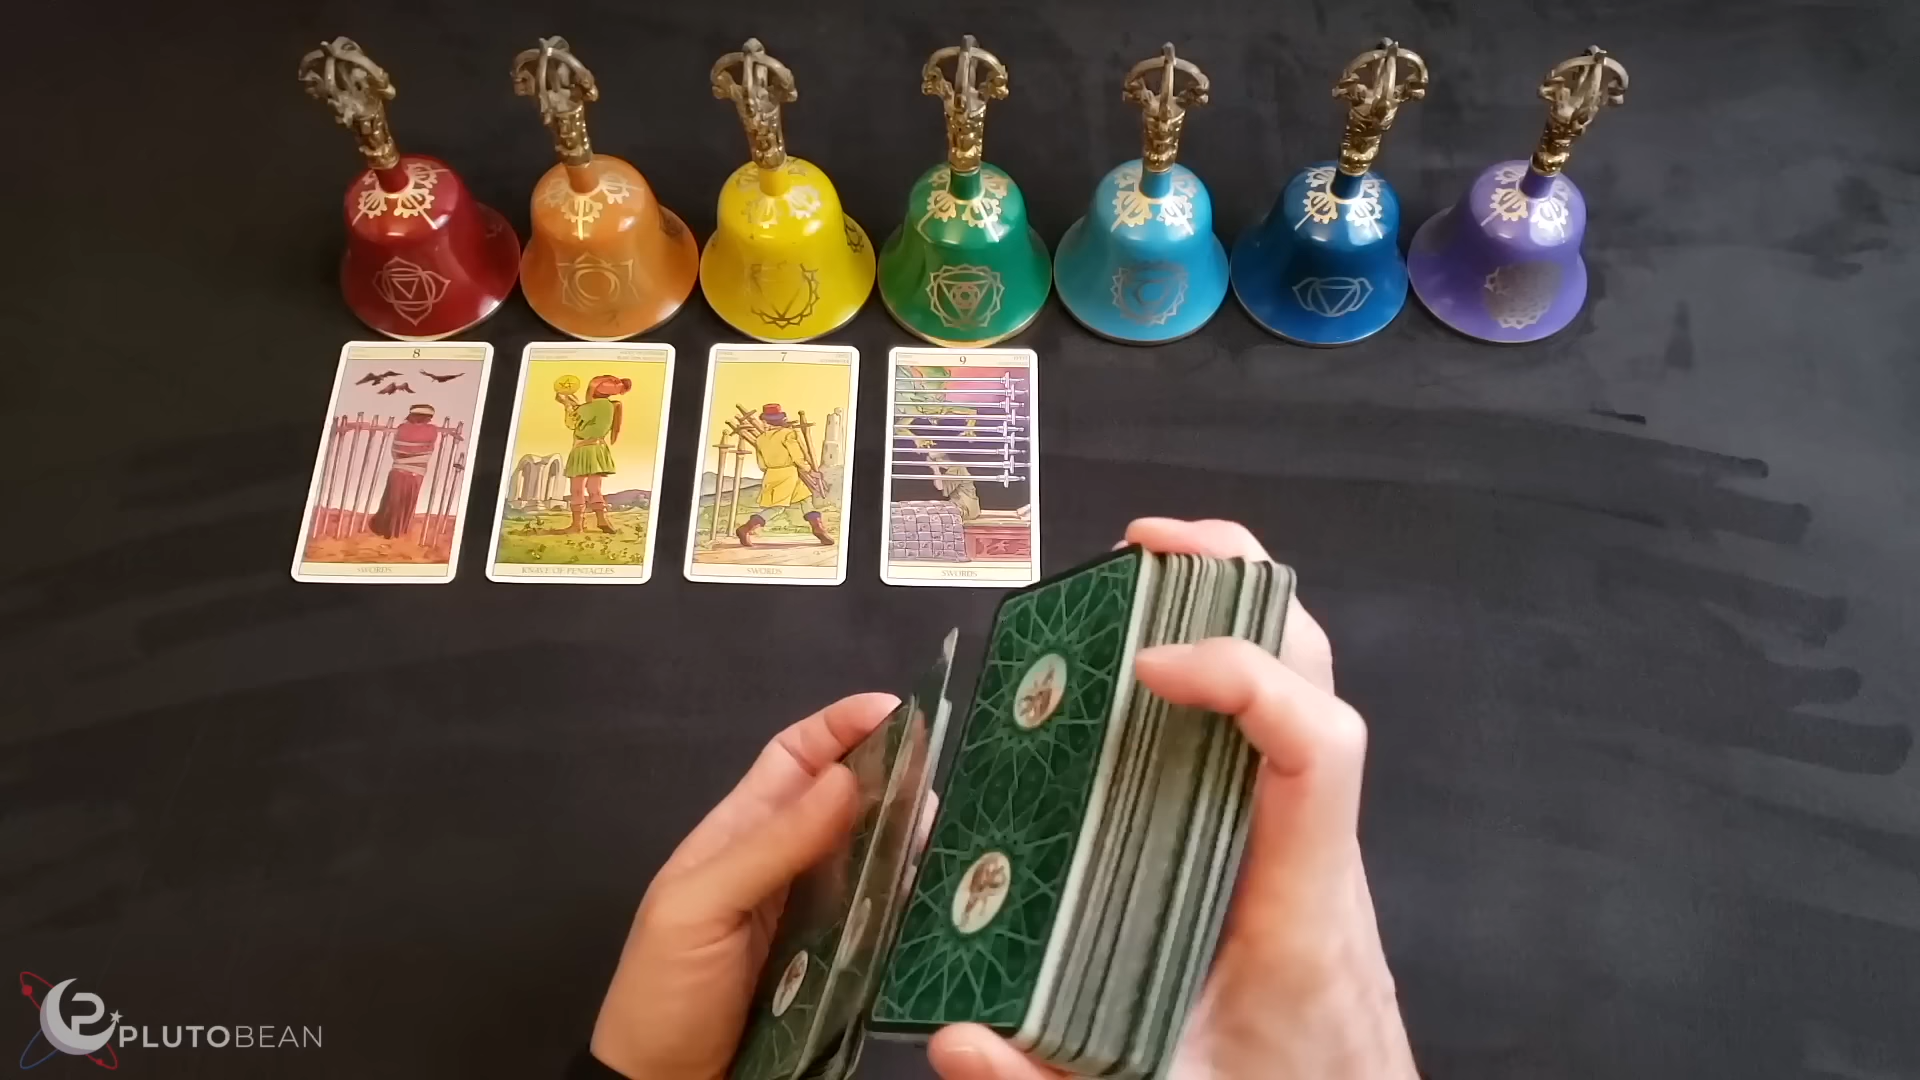 8
7
9
SWORDS
KNAVE OF PENTACLES
SWORDS
SWORDS
PLUTOBEAN